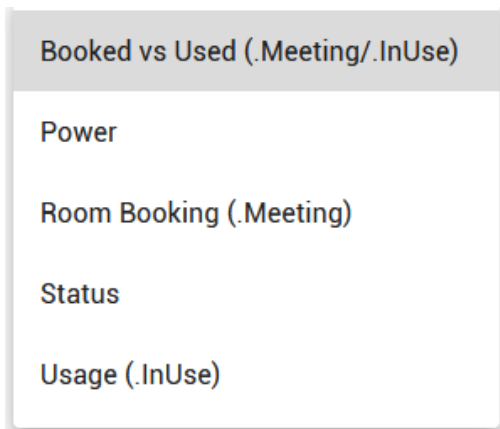 Booked vs Used (.Meeting/.InUse)
Power
Room Booking (.Meeting)
Status
Usage (.InUse)